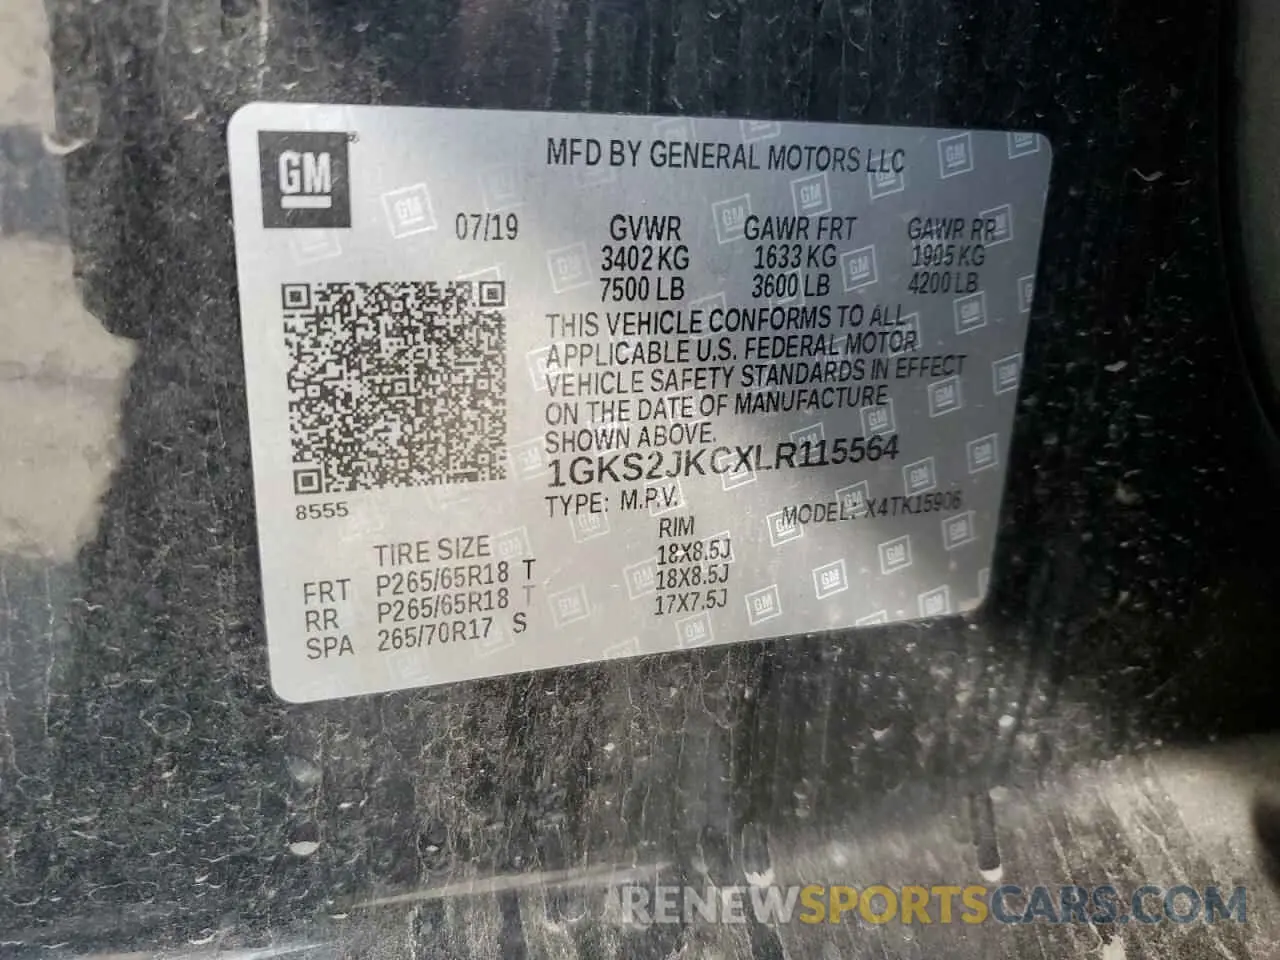 GM
MFD BY GENERAL MOTORS LLC
07/19
GVWR GAWR FRT GAWR RR
3402 KG 1633 KG 1905 KG
7500 LB 3600 LB 4200 LB
THIS VEHICLE CONFORMS TO ALL
APPLICABLE U.S. FEDERAL MOTOR
VEHICLE SAFETY STANDARDS IN EFFECT
ON THE DATE OF MANUFACTURE
SHOWN ABOVE.
1GKS2JKCXLR115564
8555
TYPE: M.P.V. MODEL: X4TK15906
TIRE SIZE RIM
FRT P265/65R18 T 18X8.5J
RR P265/65R18 T 18X8.5J
SPA 265/70R17 S 17X7.5J
RENEWSPORTSCARS.COM